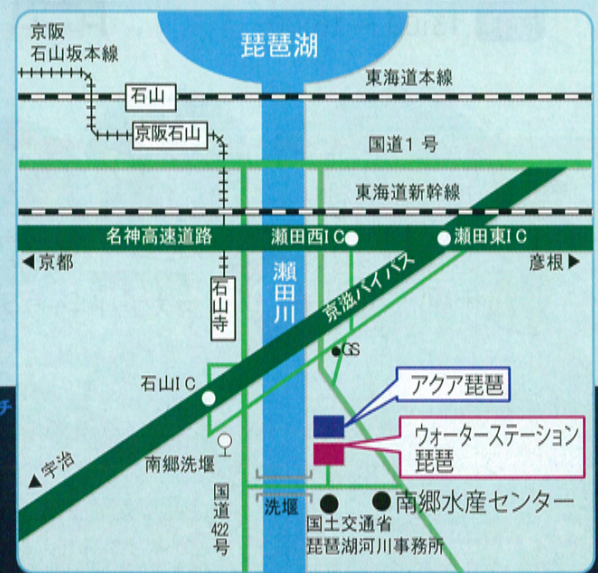 京阪
石山坂本線
琵琶湖
東海道本線
石山
京阪石山
国道1号
東海道新幹線
名神高速道路
瀬田西IC
瀬田東IC
京都
彦根
瀬田川
京滋バイパス
石山寺
GS
石山IC
アクア琵琶
ウォーターステーション
琵琶
南郷洗堰
宇治
国道422号
洗堰
南郷水産センター
国土交通省
琵琶湖河川事務所
チ